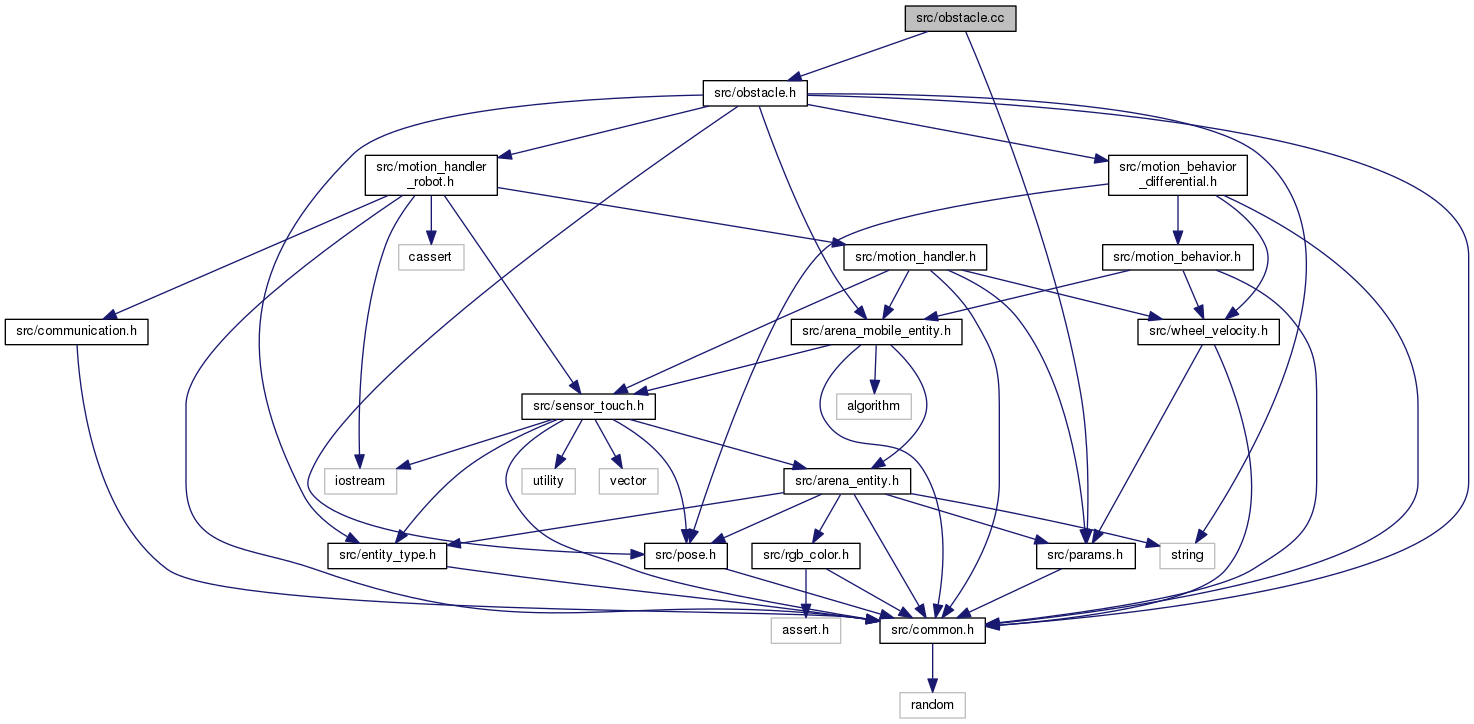 src/obstacle.cc
src/obstacle.h
src/motion_handler
_robot.h
src/motion_behavior
_differential.h
cassert
src/motion_handler.h
src/motion_behavior.h
src/communication.h
src/arena_mobile_entity.h
src/wheel_velocity.h
src/sensor_touch.h
algorithm
iostream
utility
vector
src/arena_entity.h
src/entity_type.h
src/pose.h
src/rgb_color.h
src/params.h
string
assert.h
src/common.h
random